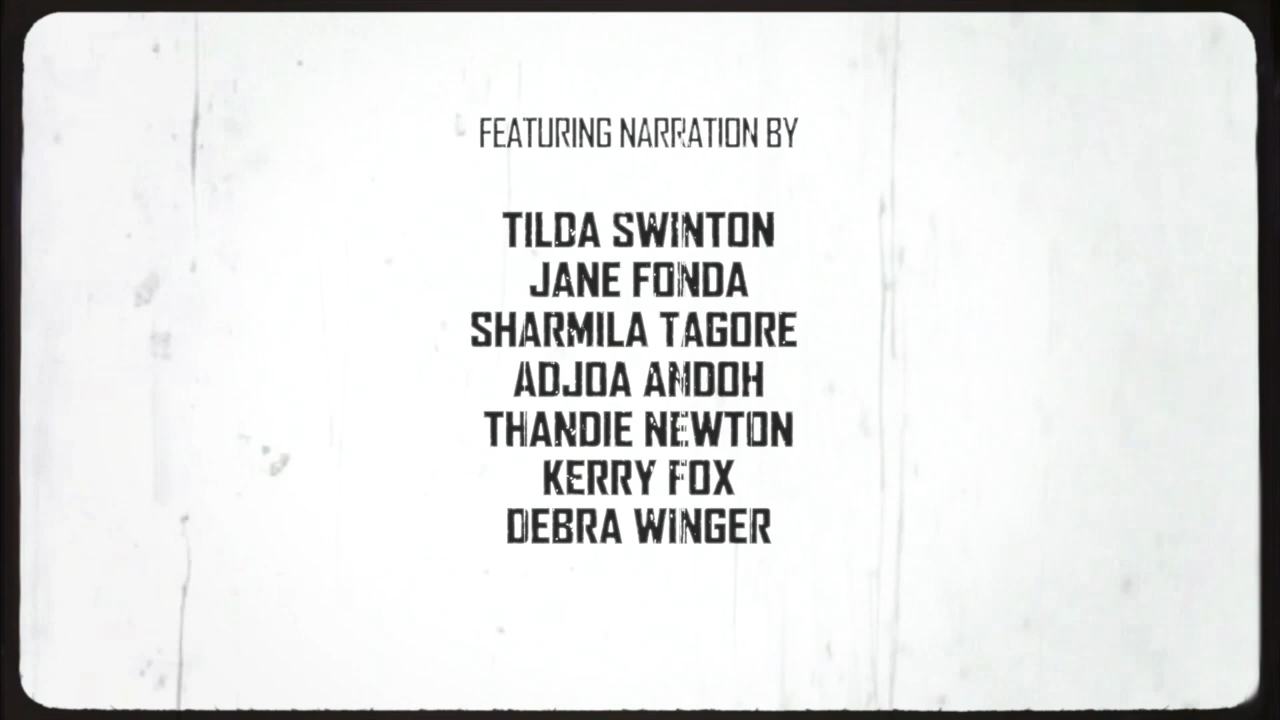 FEATURING NARRATION BY
TILDA SWINTON
JANE FONDA
SHARMILA TAGORE
ADJOA ANDOH
THANDIE NEWTON
KERRY FOX
DEBRA WINGER